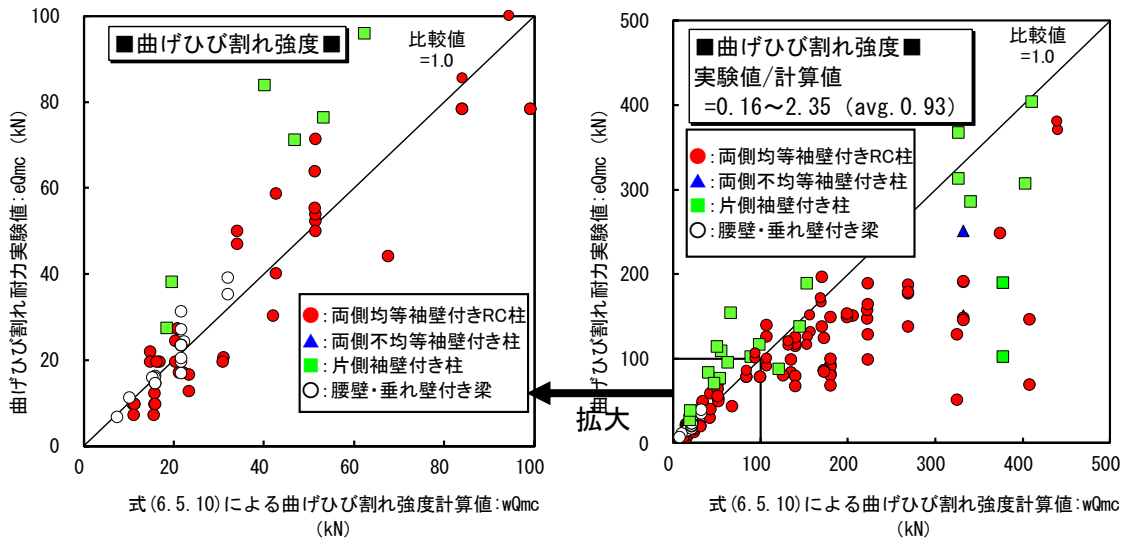 100
80
60
40
20
0
0
20
40
60
80
100
曲げひび割れ耐力実験値:eQmc (kN)
■曲げひび割れ強度■
比較値
=1.0
●:両側均等袖壁付きRC柱
▲:両側不均等袖壁付き柱
■:片側袖壁付き柱
○:腰壁・垂れ壁付き梁
式(6.5.10)による曲げひび割れ強度計算値:wQmc
(kN)
拡大
500
400
300
200
100
0
0
100
200
300
400
500
曲げひび割れ耐力実験値:eQmc (kN)
■曲げひび割れ強度■
実験値/計算値
=0.16～2.35 (avg.0.93)
比較値
=1.0
●:両側均等袖壁付きRC柱
▲:両側不均等袖壁付き柱
■:片側袖壁付き柱
○:腰壁・垂れ壁付き梁
式(6.5.10)による曲げひび割れ強度計算値:wQmc
(kN)